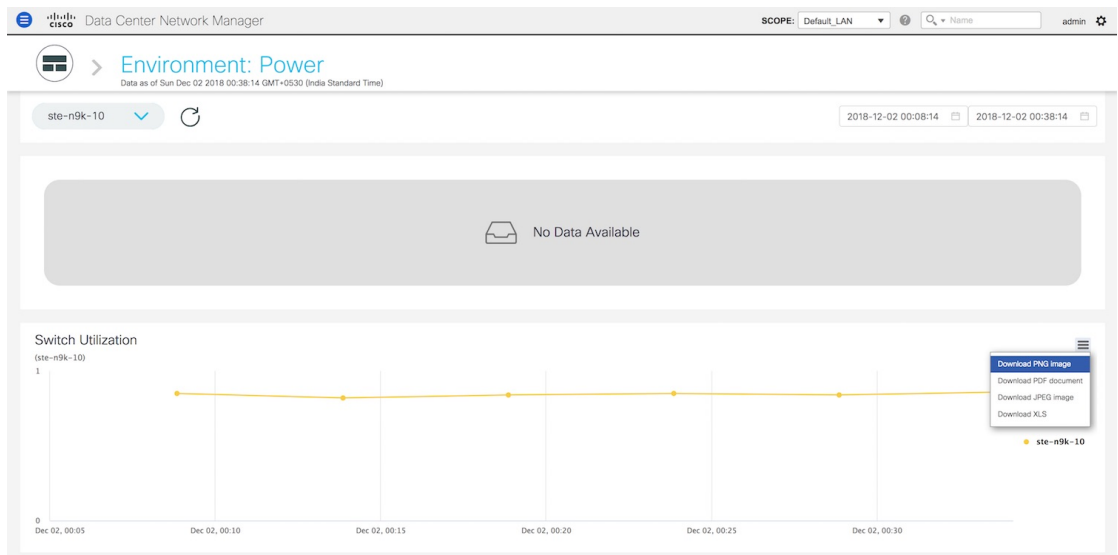 cisco Data Center Network Manager SCOPE: Default_LAN ? Name admin
Environment: Power
Data as of Sun Dec 02 2018 00:38:14 GMT+0530 (India Standard Time)
ste-n9k-10 2018-12-02 00:08:14 2018-12-02 00:38:14
No Data Available
Switch Utilization
(ste-n9k-10)
Download PNG image
Download PDF document
Download JPEG image
Download XLS
ste-n9k-10
1
0
Dec 02, 00:05 Dec 02, 00:10 Dec 02, 00:15 Dec 02, 00:20 Dec 02, 00:25 Dec 02, 00:30